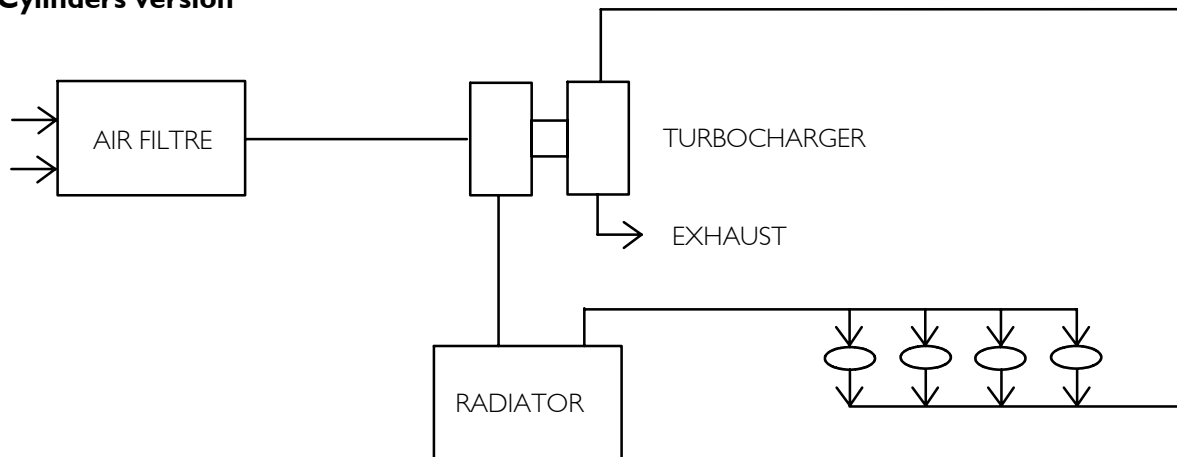 Cylinders version
AIR FILTRE
TURBOCHARGER
EXHAUST
RADIATOR